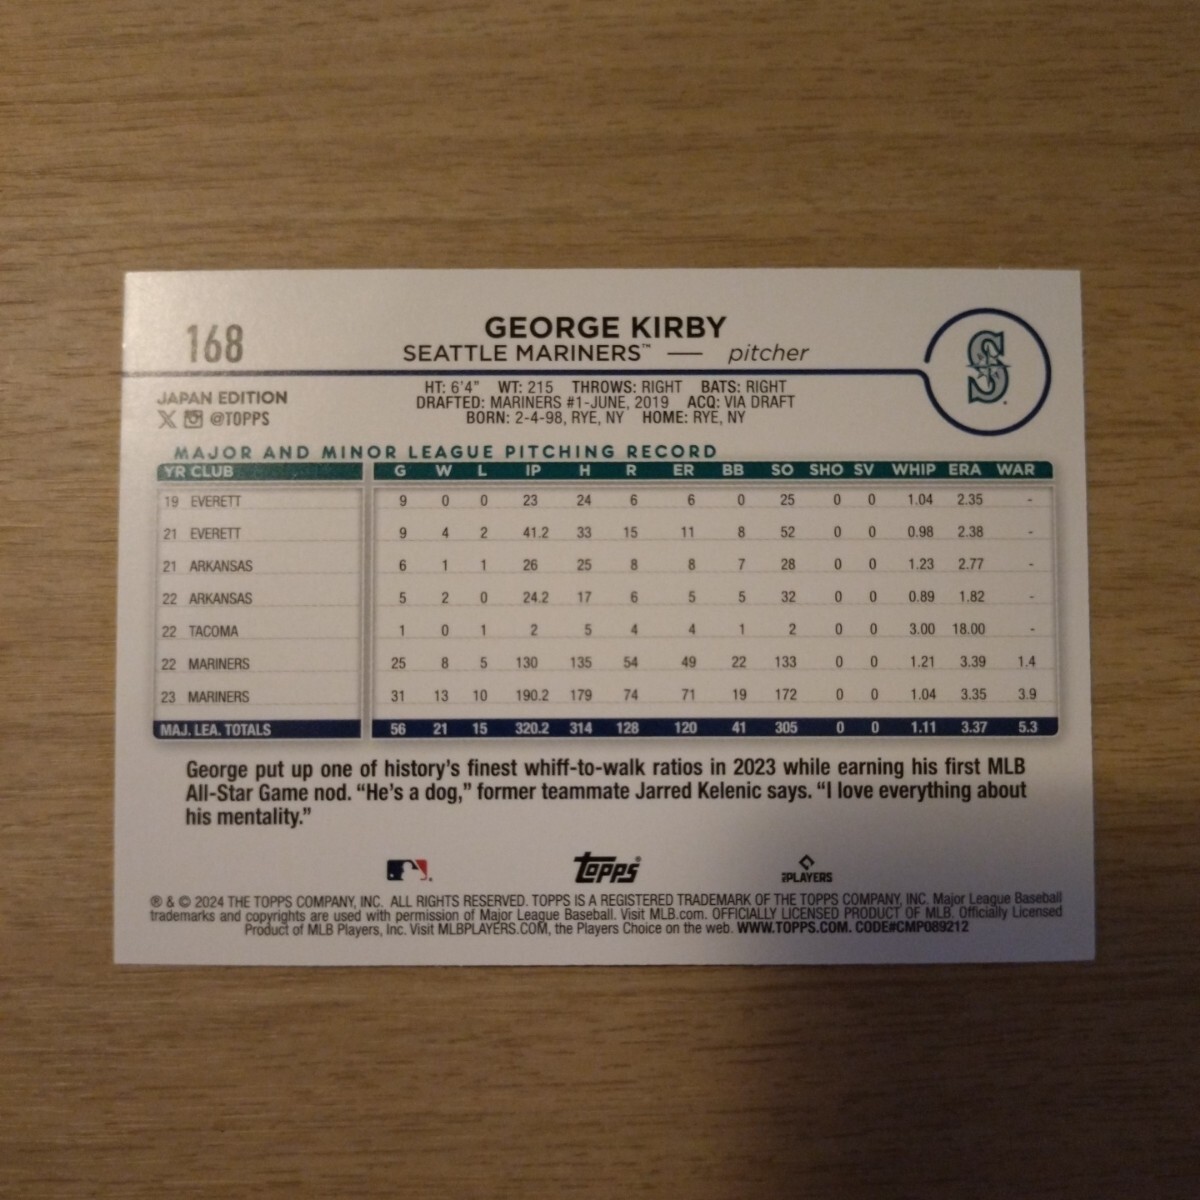 168
GEORGE KIRBY
SEATTLE MARINERS™ — pitcher
JAPAN EDITION
@TOPPS
HT: 6'4" WT: 215 THROWS: RIGHT BATS: RIGHT
DRAFTED: MARINERS #1-JUNE, 2019 ACQ: VIA DRAFT
BORN: 2-4-98, RYE, NY HOME: RYE, NY
S
MAJOR AND MINOR LEAGUE PITCHING RECORD
YR CLUB G W L IP H R ER BB SO SHO SV WHIP ERA WAR
19 EVERETT 9 0 0 23 24 6 6 0 25 0 0 1.04 2.35 -
21 EVERETT 9 4 2 41.2 33 15 11 8 52 0 0 0.98 2.38 -
21 ARKANSAS 6 1 1 26 25 8 8 7 28 0 0 1.23 2.77 -
22 ARKANSAS 5 2 0 24.2 17 6 5 5 32 0 0 0.89 1.82 -
22 TACOMA 1 0 1 2 5 4 4 1 2 0 0 3.00 18.00 -
22 MARINERS 25 8 5 130 135 54 49 22 133 0 0 1.21 3.39 1.4
23 MARINERS 31 13 10 190.2 179 74 71 19 172 0 0 1.04 3.35 3.9
MAJ. LEA. TOTALS 56 21 15 320.2 314 128 120 41 305 0 0 1.11 3.37 5.3
George put up one of history's finest whiff-to-walk ratios in 2023 while earning his first MLB
All-Star Game nod. “He's a dog,” former teammate Jarred Kelenic says. “I love everything about
his mentality.”
topps®
PLAYERS
® & © 2024 THE TOPPS COMPANY, INC. ALL RIGHTS RESERVED. TOPPS IS A REGISTERED TRADEMARK OF THE TOPPS COMPANY, INC. Major League Baseball
trademarks and copyrights are used with permission of Major League Baseball. Visit MLB.com. OFFICIALLY LICENSED PRODUCT OF MLB. Officially Licensed
Product of MLB Players, Inc. Visit MLBPLAYERS.COM, the Players Choice on the web. WWW.TOPPS.COM. CODE#CMP089212